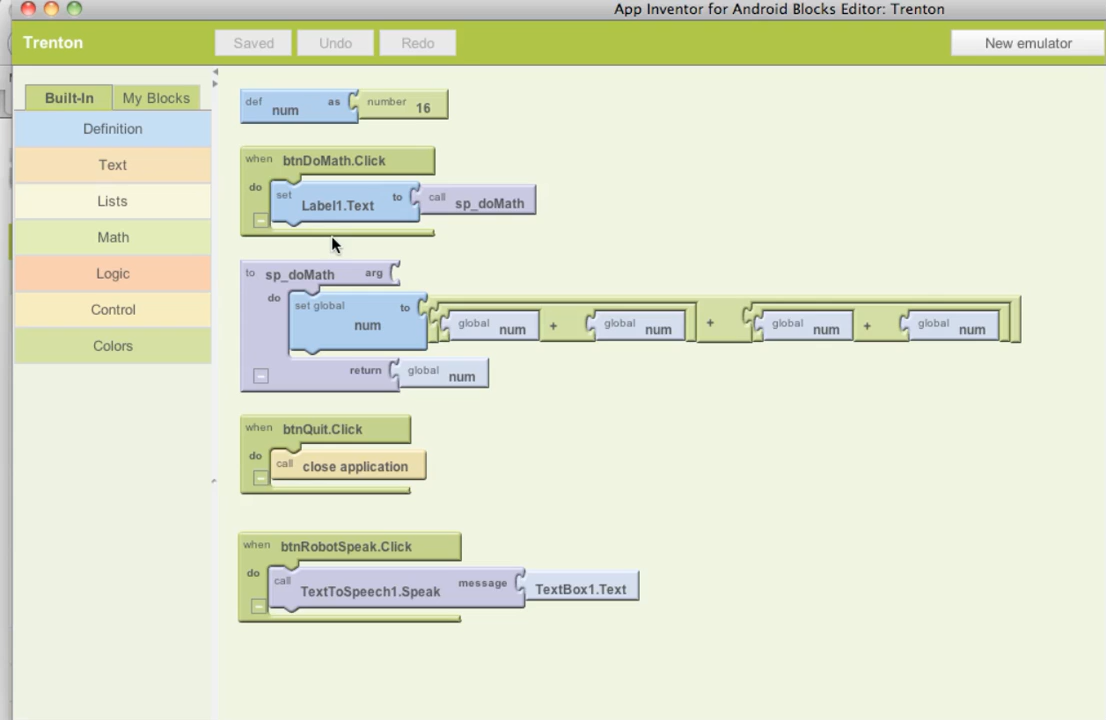 App Inventor for Android Blocks Editor: Trenton
Trenton Saved Undo Redo New emulator
Built-In My Blocks
Definition
Text
Lists
Math
Logic
Control
Colors
def num as number 16
when btnDoMath.Click
do set Label1.Text to call sp_doMath
to sp_doMath arg
do set global num to global num + global num + global num + global num
return global num
when btnQuit.Click
do call close application
when btnRobotSpeak.Click
do call TextToSpeech1.Speak message TextBox1.Text